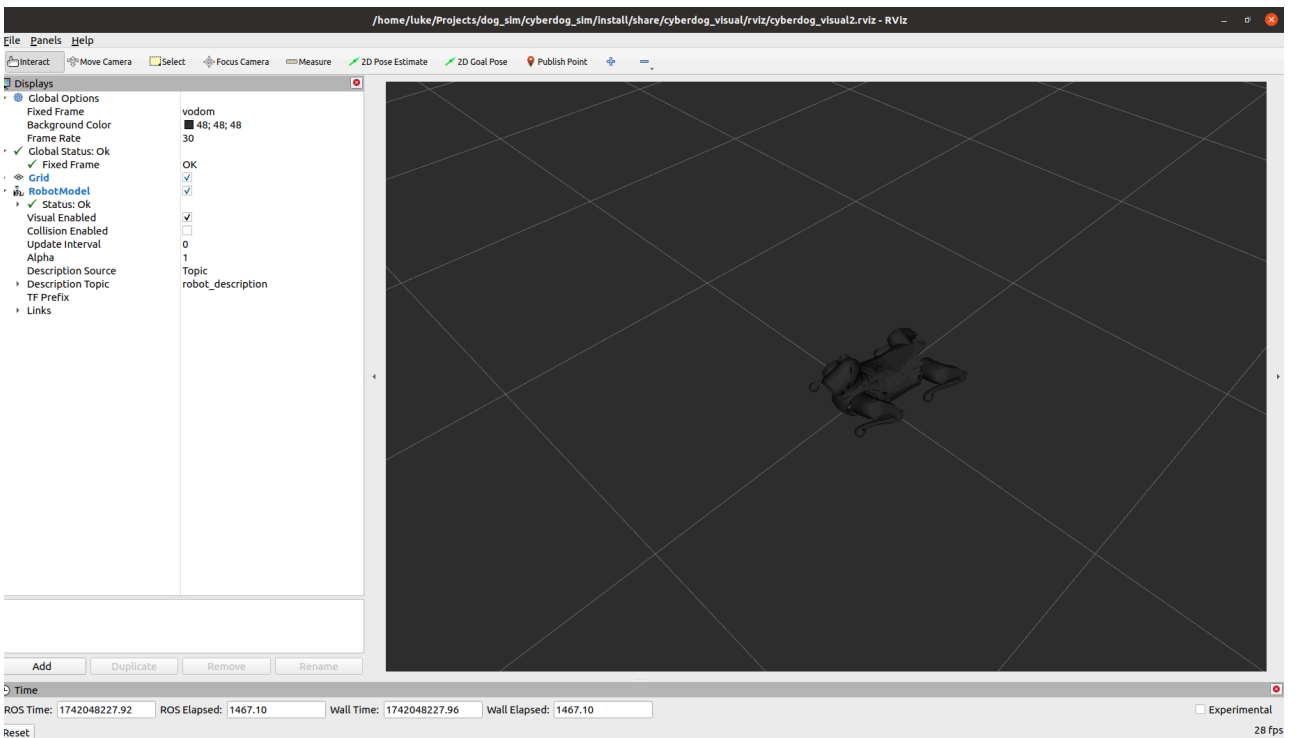 /home/luke/Projects/dog_sim/cyberdog_sim/install/share/cyberdog_visual/rviz/cyberdog_visual2.rviz - RViz
File Panels Help
Interact Move Camera Select Focus Camera Measure 2D Pose Estimate 2D Goal Pose Publish Point
Displays
Global Options
Fixed Frame vodom
Background Color 48; 48; 48
Frame Rate 30
Global Status: Ok
Fixed Frame OK
Grid
RobotModel
Status: Ok
Visual Enabled
Collision Enabled
Update Interval 0
Alpha 1
Description Source Topic
Description Topic robot_description
TF Prefix
Links
Add Duplicate Remove Rename
Time
ROS Time: 1742048227.92 ROS Elapsed: 1467.10 Wall Time: 1742048227.96 Wall Elapsed: 1467.10 Experimental
Reset 28 fps